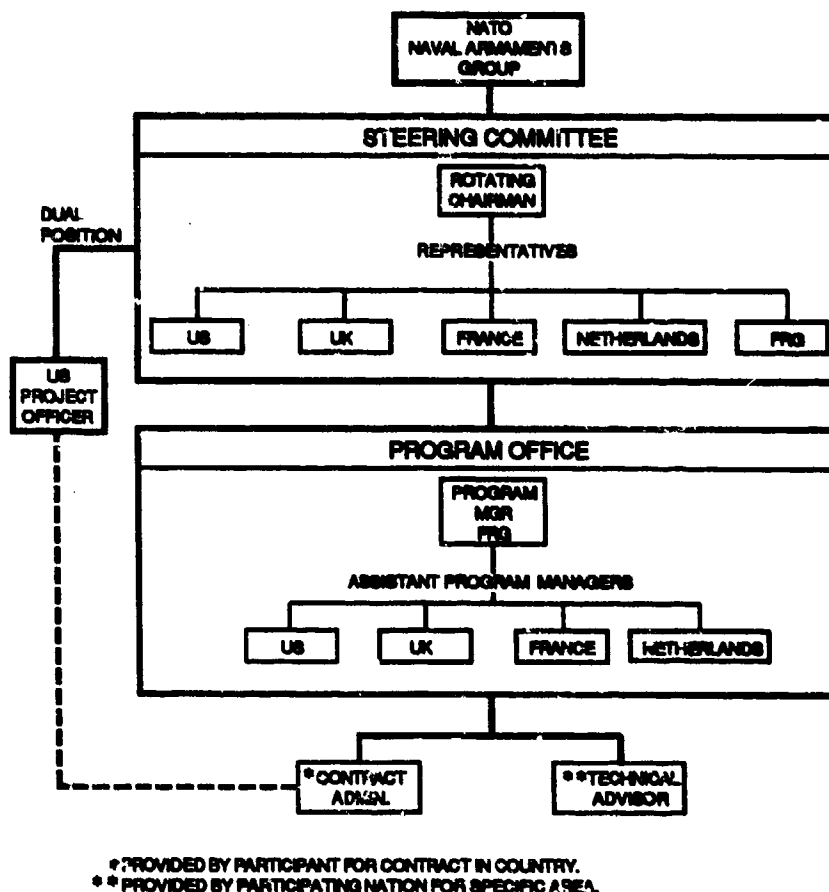 NATO
NAVAL ARMAMENTS
GROUP
STEERING COMMITTEE
ROTATING
CHAIRMAN
DUAL
POSITION
REPRESENTATIVES
US
UK
FRANCE
NETHERLANDS
FRG
US
PROJECT
OFFICER
PROGRAM OFFICE
PROGRAM
MGR
FRG
ASSISTANT PROGRAM MANAGERS
US
UK
FRANCE
NETHERLANDS
* CONTRACT
ADMIN.
* * TECHNICAL
ADVISOR
* PROVIDED BY PARTICIPANT FOR CONTRACT IN COUNTRY.
* * PROVIDED BY PARTICIPATING NATION FOR SPECIFIC AREA.